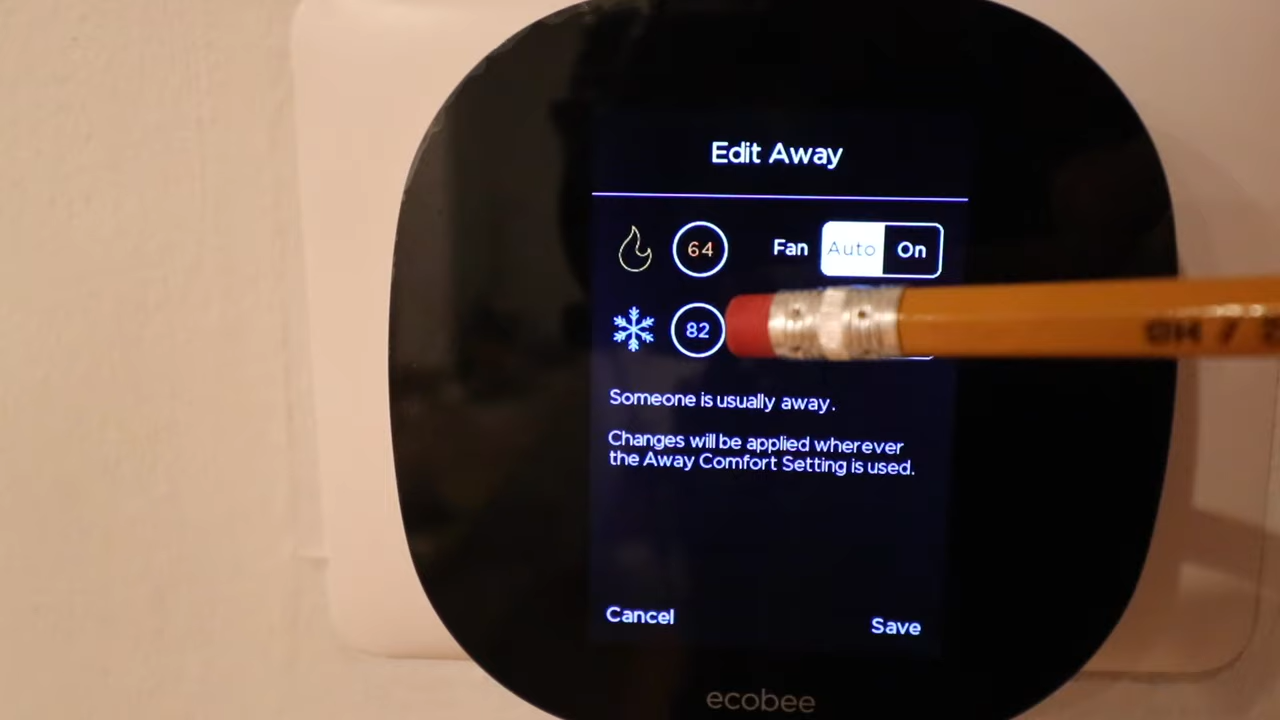 Edit Away
64 Fan Auto On
82
Someone is usually away.
Changes will be applied wherever
the Away Comfort Setting is used.
Cancel Save
ecobee